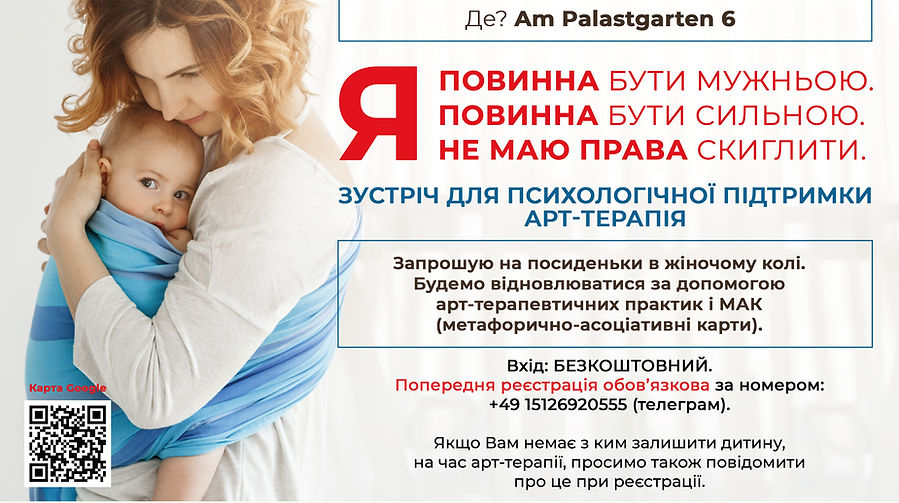 Де? Am Palastgarten 6
Я ПОВИННА БУТИ МУЖНЬОЮ.
ПОВИННА БУТИ СИЛЬНОЮ.
НЕ МАЮ ПРАВА СКИГЛИТИ.
ЗУСТРІЧ ДЛЯ ПСИХОЛОГІЧНОЇ ПІДТРИМКИ
АРТ-ТЕРАПІЯ
Запрошую на посиденьки в жіночому колі.
Будемо відновлюватися за допомогою
арт-терапевтичних практик і МАК
(метафорично-асоціативні карти).
Вхід: БЕЗКОШТОВНИЙ.
Попередня реєстрація обов’язкова за номером:
+49 15126920555 (телеграм).
Якщо Вам немає з ким залишити дитину,
на час арт-терапії, просимо також повідомити
про це при реєстрації.
Карта Google